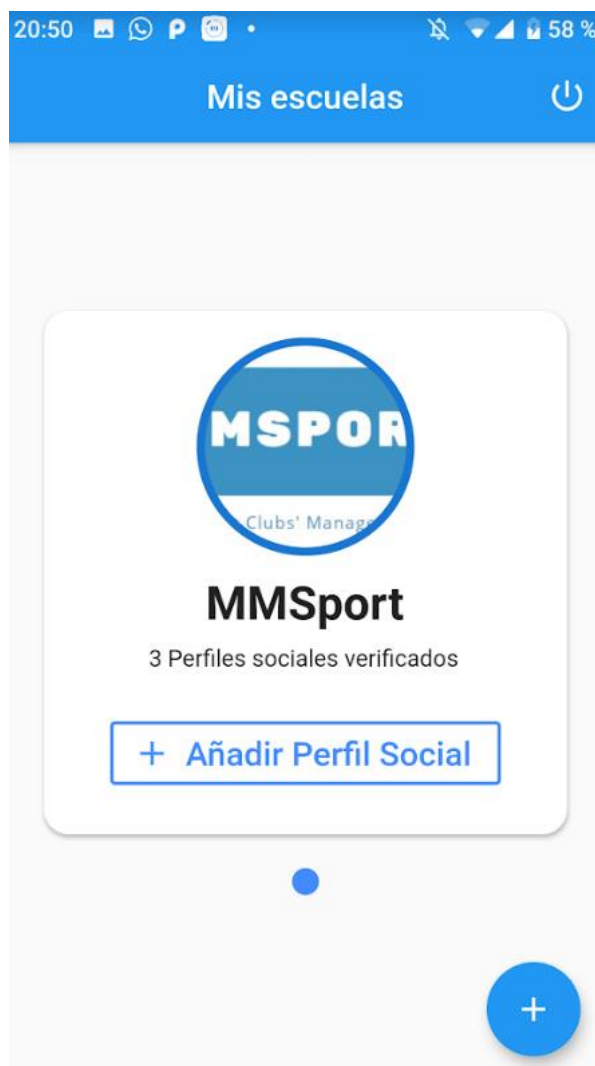 20:50
58 %
Mis escuelas
MSPOR
Clubs' Manage
MMSport
3 Perfiles sociales verificados
+ Añadir Perfil Social
+